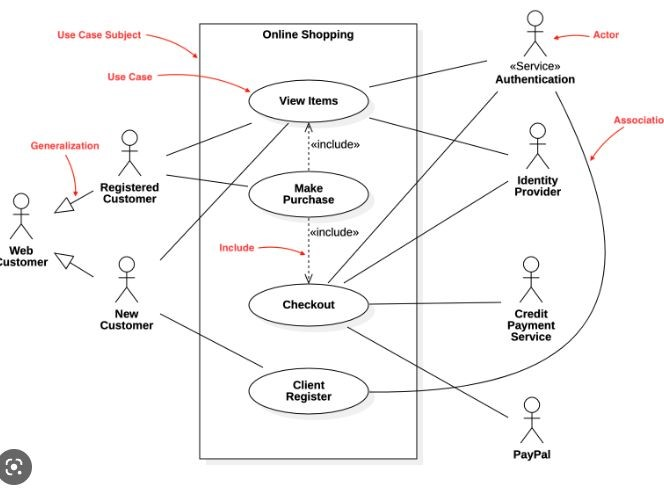 Use Case Subject
Online Shopping
Actor
«Service»
Authentication
Use Case
View Items
Generalization
«include»
Registered
Customer
Make
Purchase
Identity
Provider
Web
Customer
Include
«include»
New
Customer
Checkout
Credit
Payment
Service
Client
Register
PayPal